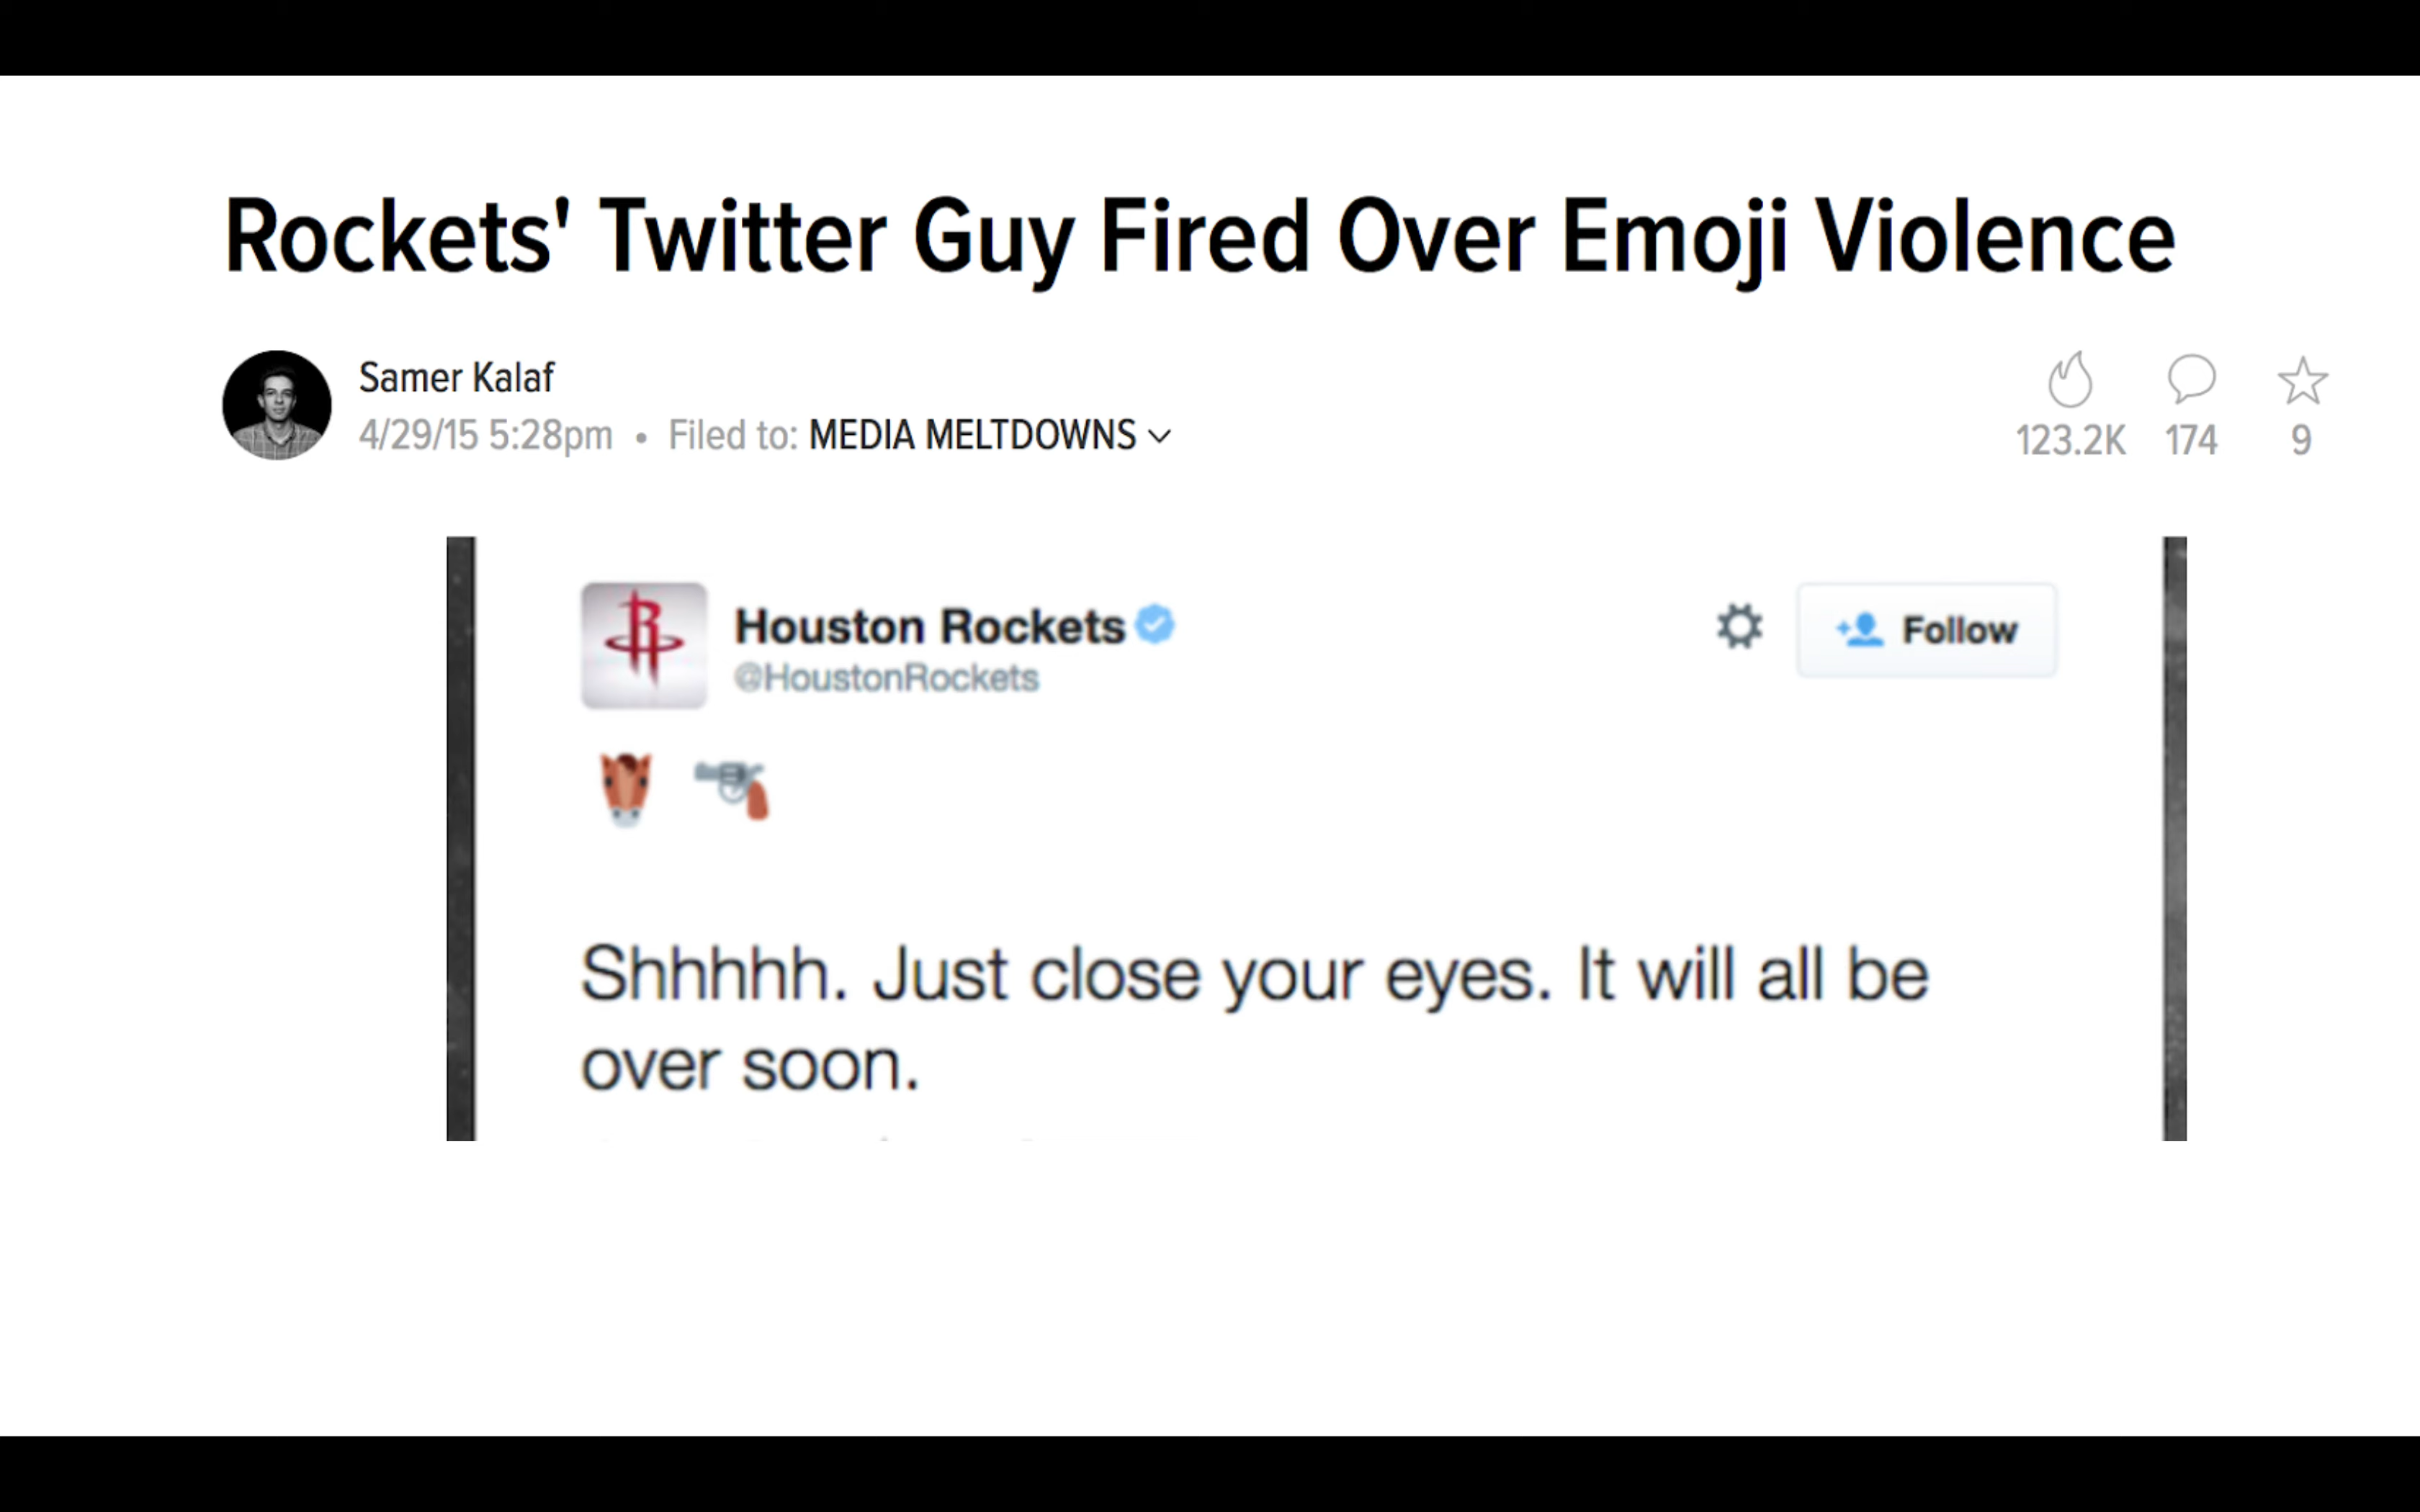 Rockets' Twitter Guy Fired Over Emoji Violence
Samer Kalaf
4/29/15 5:28pm • Filed to: MEDIA MELTDOWNS
123.2K 174 9
Houston Rockets
@HoustonRockets
Follow
Shhhhh. Just close your eyes. It will all be
over soon.